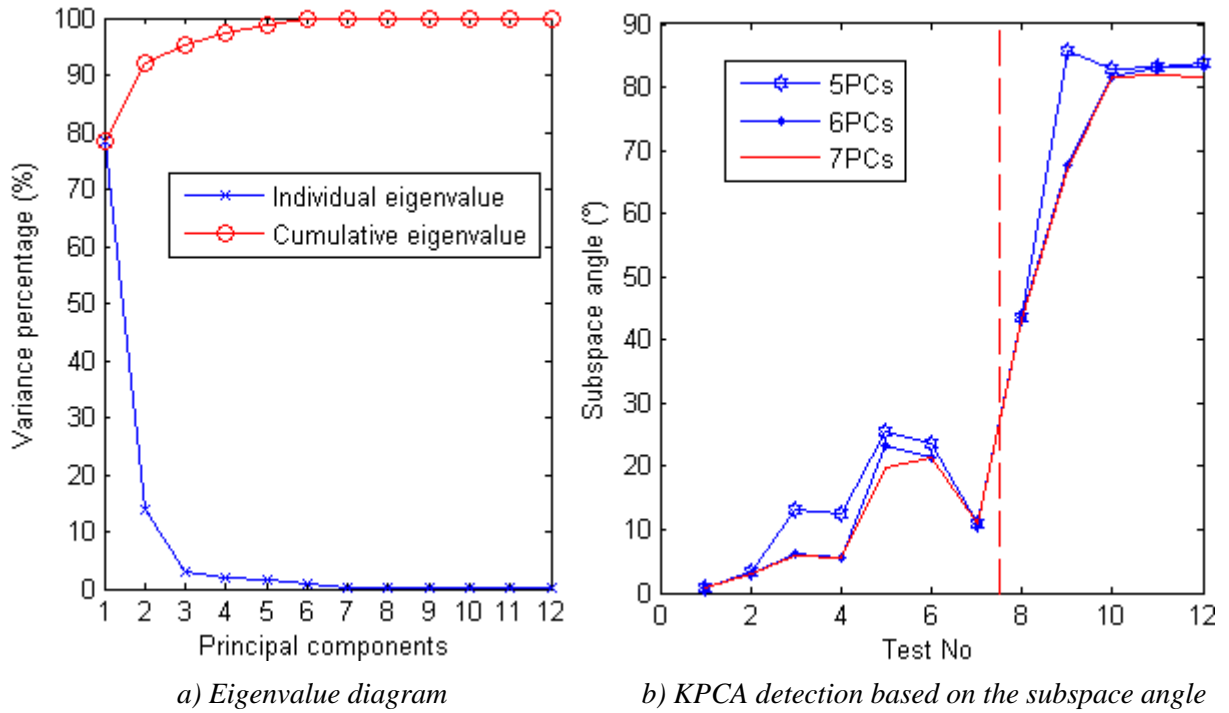 100
90
80
70
60
50
40
30
20
10
0
Variance percentage (%)
Individual eigenvalue
Cumulative eigenvalue
1 2 3 4 5 6 7 8 9 10 11 12
Principal components
a) Eigenvalue diagram
90
80
70
60
50
40
30
20
10
0
Subspace angle (°)
5PCs
6PCs
7PCs
0 2 4 6 8 10 12
Test No
b) KPCA detection based on the subspace angle